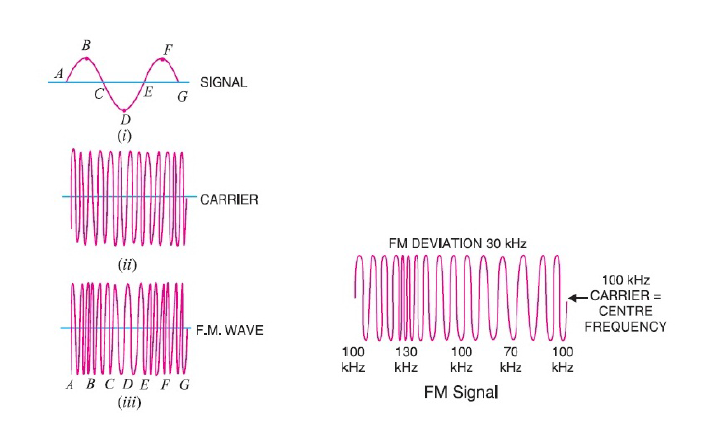 B
F
A
C
E
G
SIGNAL
D
(i)
CARRIER
(ii)
F.M. WAVE
A B C D E F G
(iii)
FM DEVIATION 30 kHz
100 kHz
CARRIER =
CENTRE
FREQUENCY
100 130 100 70 100
kHz kHz kHz kHz kHz
FM Signal